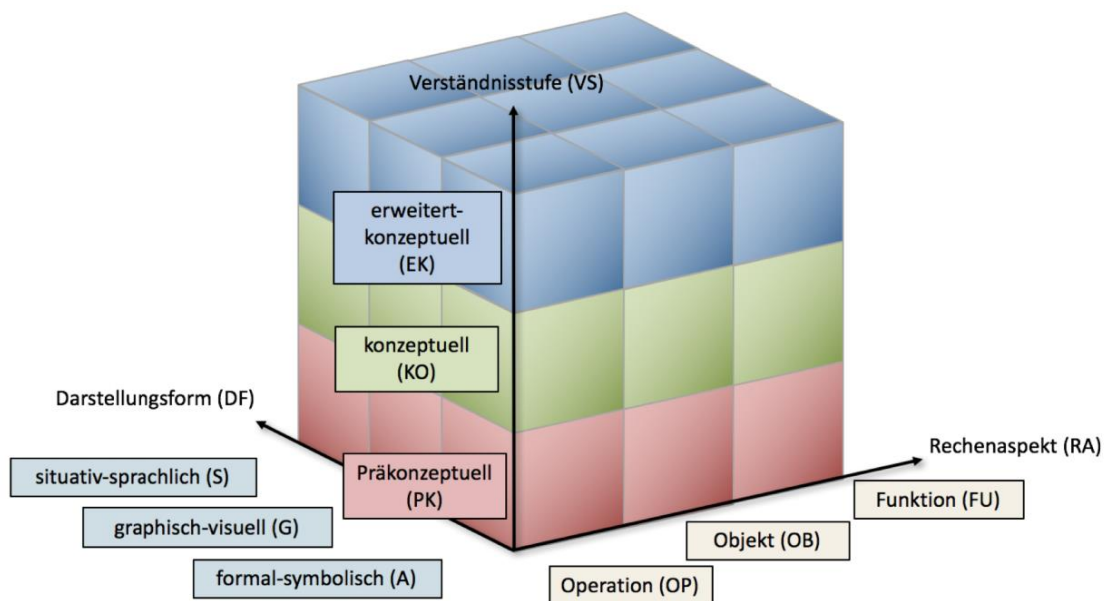 Verständnisstufe (VS)
erweitert-
konzeptuell
(EK)
konzeptuell
(KO)
Darstellungsform (DF)
Rechenaspekt (RA)
situativ-sprachlich (S)
Präkonzeptuell
(PK)
Funktion (FU)
graphisch-visuell (G)
Objekt (OB)
formal-symbolisch (A)
Operation (OP)